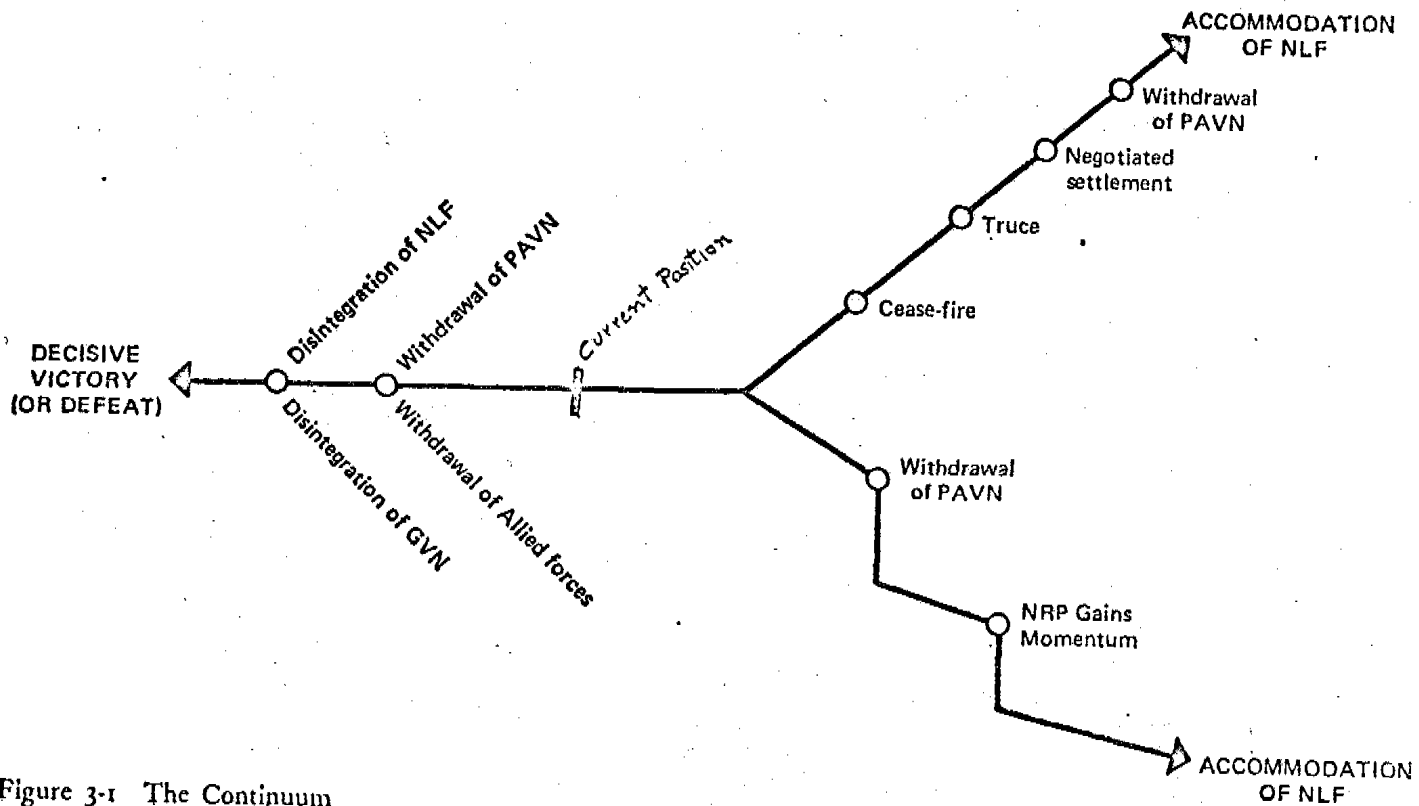 ACCOMMODATION
OF NLF
Withdrawal
of PAVN
Negotiated
settlement
Truce
Cease-fire
Disintegration of NLF
Withdrawal of PAVN
Current Position
DECISIVE
VICTORY
(OR DEFEAT)
Disintegration of GVN
Withdrawal of Allied forces
Withdrawal
of PAVN
NRP Gains
Momentum
ACCOMMODATION
OF NLF
Figure 3-1 The Continuum